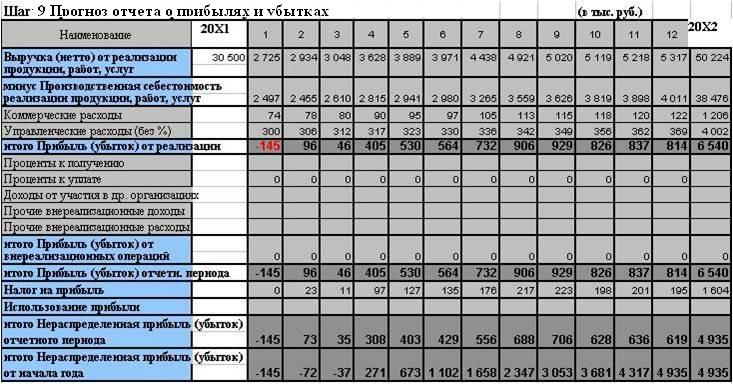 Шаг 9 Прогноз отчета о прибылях и убытках (в тыс. руб.)
Наименование 20X1 1 2 3 4 5 6 7 8 9 10 11 12 20X2
Выручка (нетто) от реализации
продукции, работ, услуг 30 500 2 725 2 934 3 048 3 628 3 889 3 971 4 438 4 921 5 020 5 119 5 218 5 317 50 224
минус Производственная себестоимость
реализации продукции, работ, услуг 2 497 2 455 2 610 2 815 2 941 2 980 3 265 3 559 3 626 3 819 3 898 4 011 38 476
Коммерческие расходы 74 78 80 90 95 97 105 113 115 118 120 122 1 206
Управленческие расходы (без %) 300 306 312 317 323 330 336 342 349 356 362 369 4 002
итого Прибыль (убыток) от реализации -145 96 46 405 530 564 732 906 929 826 837 814 6 540
Проценты к получению
Проценты к уплате 0 0 0 0 0 0 0 0 0 0 0 0 0
Доходы от участия в др. организациях
Прочие внереализационные доходы
Прочие внереализационные расходы
итого Прибыль (убыток) от
внереализационных операций 0 0 0 0 0 0 0 0 0 0 0 0 0
итого Прибыль (убыток) отчетн. периода -145 96 46 405 530 564 732 906 929 826 837 814 6 540
Налог на прибыль 0 23 11 97 127 135 176 217 223 198 201 195 1 604
Использование прибыли
итого Нераспределенная прибыль (убыток)
отчетного периода -145 73 35 308 403 429 556 688 706 628 636 619 4 935
итого Нераспределенная прибыль (убыток)
от начала года -145 -72 -37 271 673 1 102 1 658 2 347 3 053 3 681 4 317 4 935 4 935